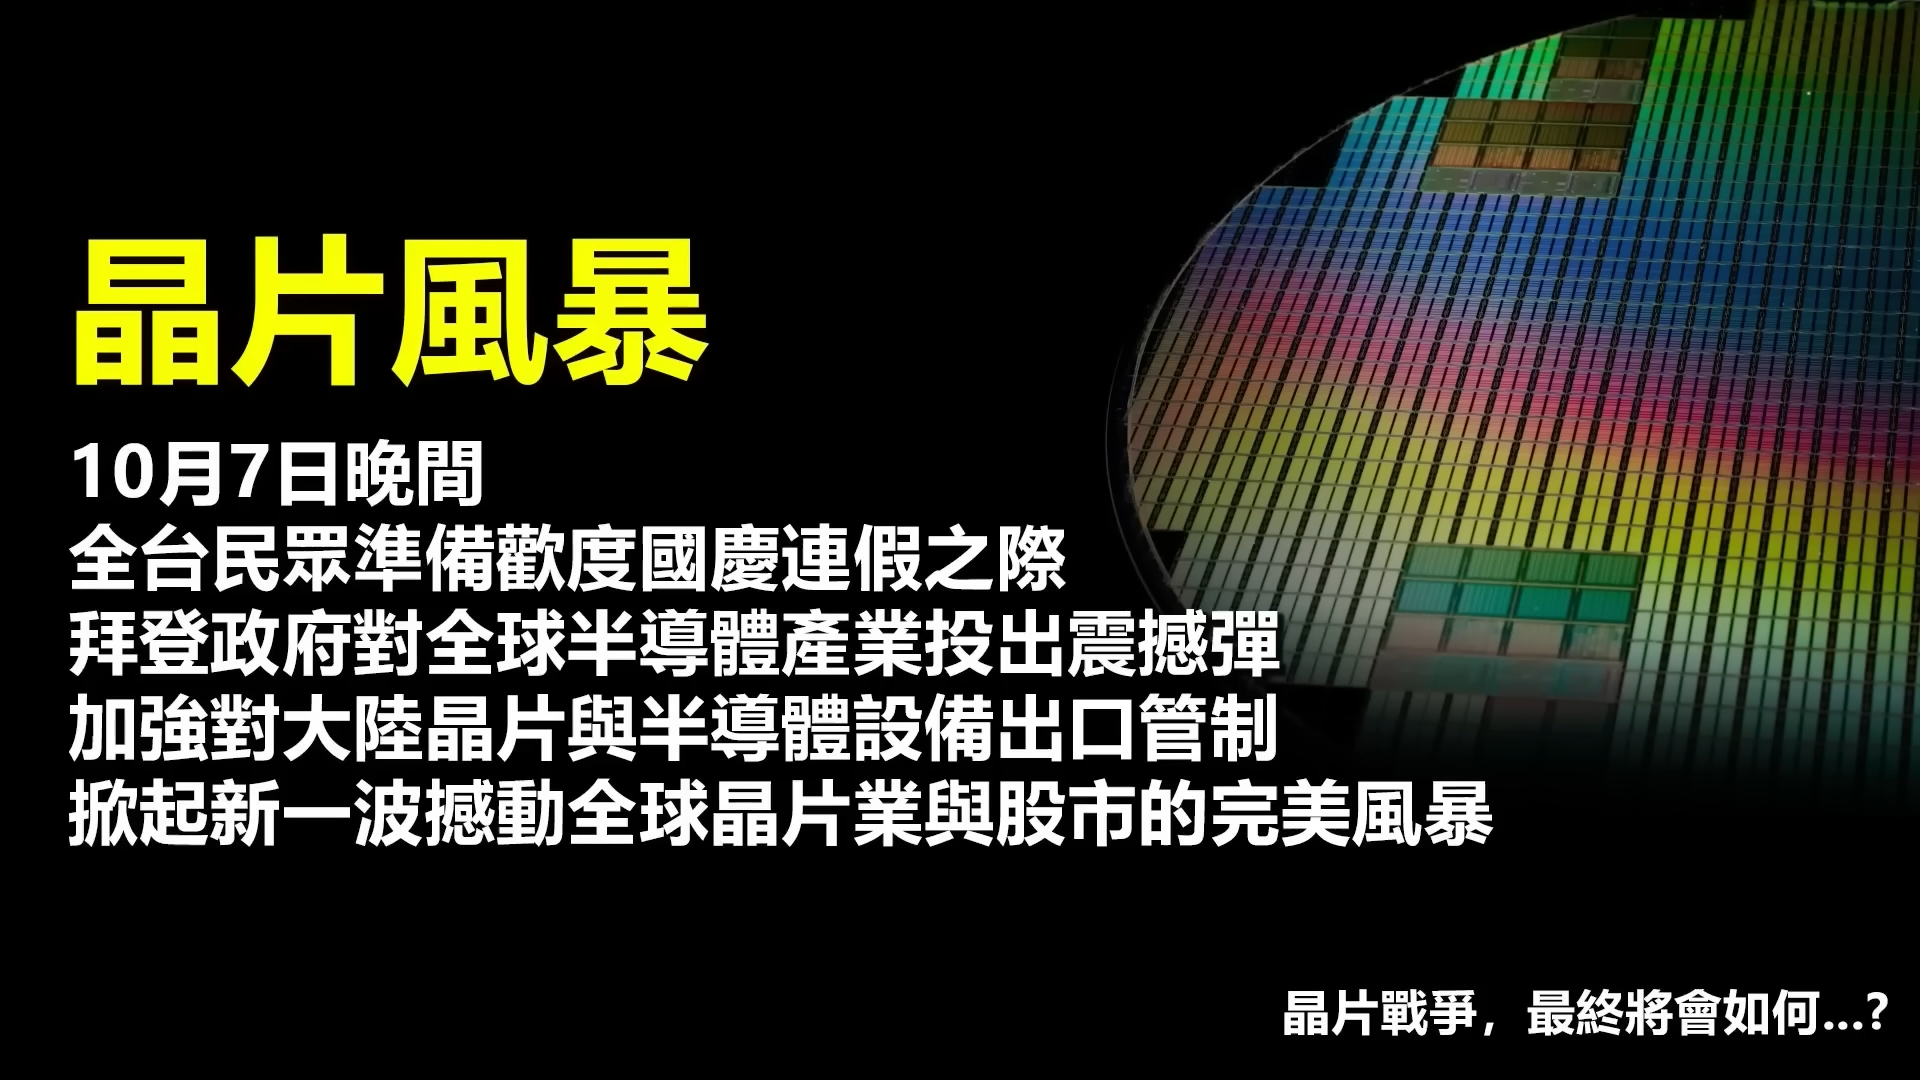 晶片風暴
10月7日晚間
全台民眾準備歡度國慶連假之際
拜登政府對全球半導體產業投出震撼彈
加強對大陸晶片與半導體設備出口管制
掀起新一波撼動全球晶片業與股市的完美風暴
晶片戰爭，最終將會如何...?